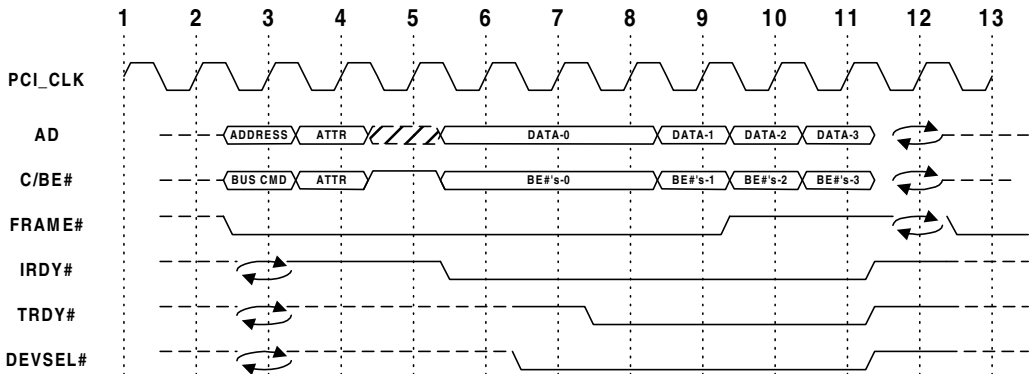 1 2 3 4 5 6 7 8 9 10 11 12 13
PCI_CLK
AD ADDRESS ATTR DATA-0 DATA-1 DATA-2 DATA-3
C/BE# BUS CMD ATTR BE#'s-0 BE#'s-1 BE#'s-2 BE#'s-3
FRAME#
IRDY#
TRDY#
DEVSEL#